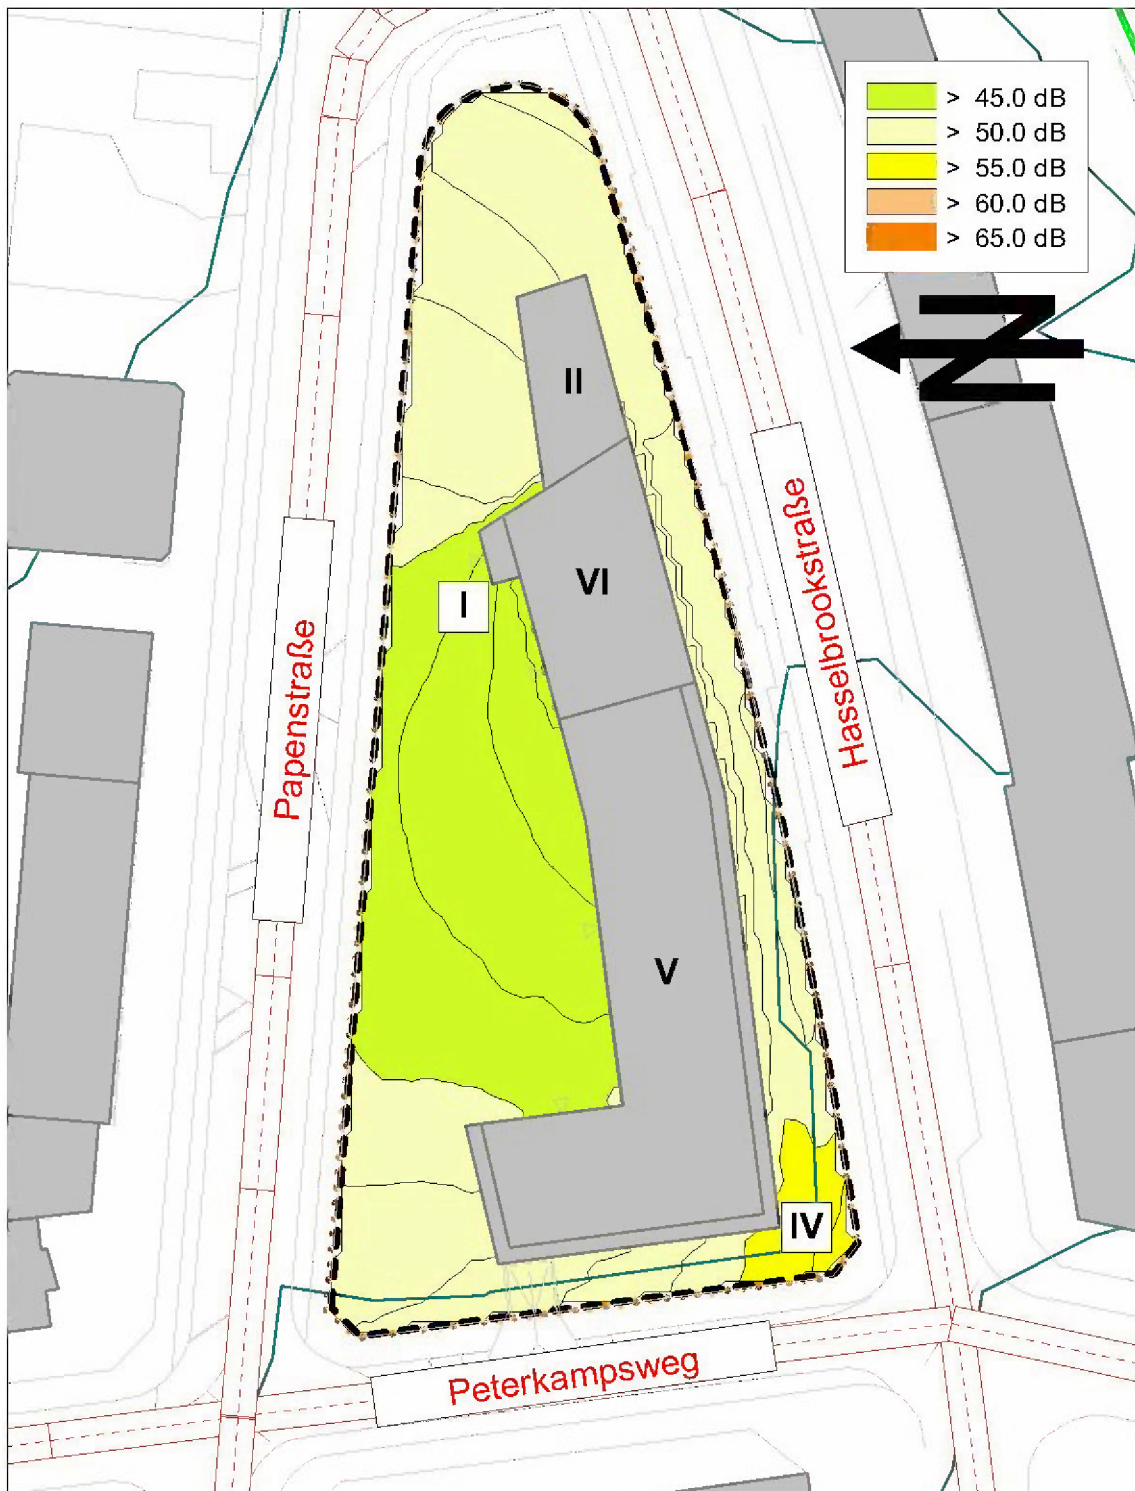 > 45.0 dB
> 50.0 dB
> 55.0 dB
> 60.0 dB
> 65.0 dB
N
II
VI
I
Papenstraße
Hasselbrookstraße
V
IV
Peterkampsweg